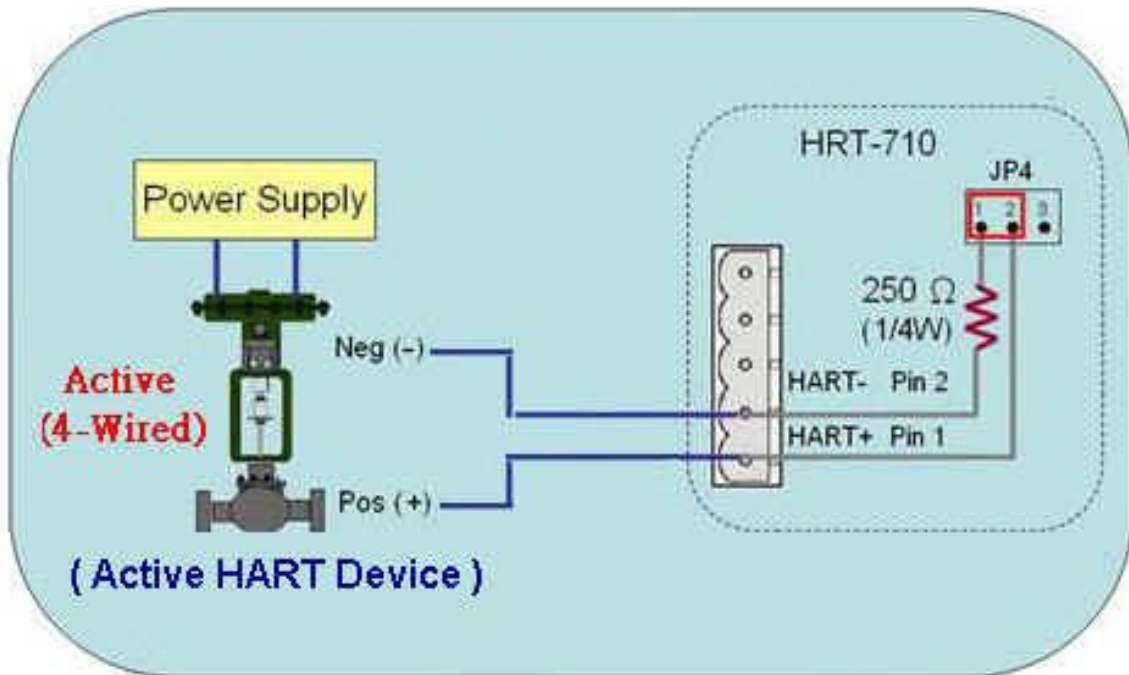 HRT-710
JP4
1 2 3
Power Supply
250 Ω
(1/4W)
Neg (-)
Active
(4-Wired)
HART- Pin 2
HART+ Pin 1
Pos (+)
( Active HART Device )